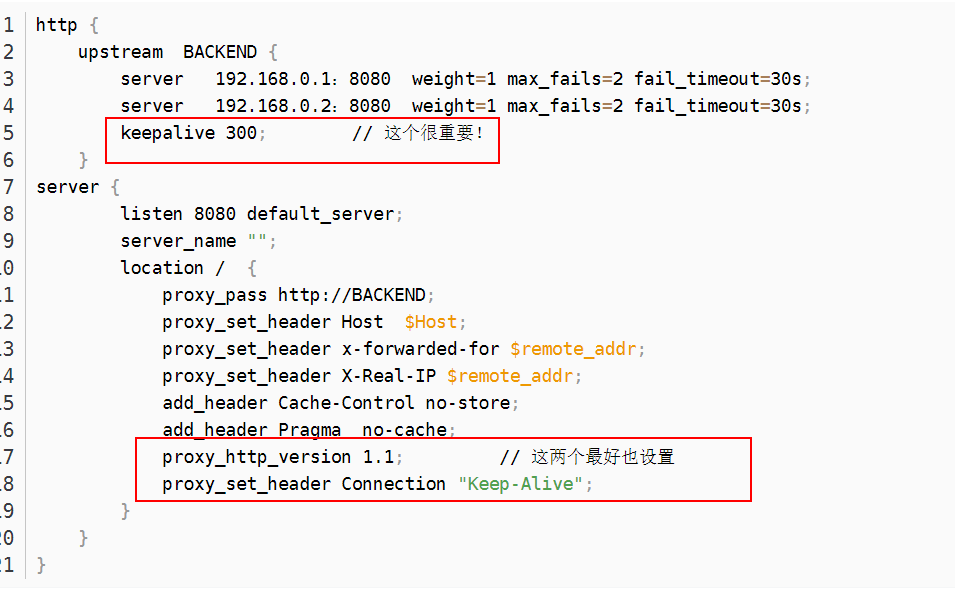 1 http {
2 upstream  BACKEND {
3 server   192.168.0.1：8080  weight=1 max_fails=2 fail_timeout=30s;
4 server   192.168.0.2：8080  weight=1 max_fails=2 fail_timeout=30s;
5 keepalive 300;        // 这个很重要！
6 }
7 server {
8 listen 8080 default_server;
9 server_name "";
10 location /  {
11 proxy_pass http://BACKEND;
12 proxy_set_header Host  $Host;
13 proxy_set_header x-forwarded-for $remote_addr;
14 proxy_set_header X-Real-IP $remote_addr;
15 add_header Cache-Control no-store;
16 add_header Pragma  no-cache;
17 proxy_http_version 1.1;         // 这两个最好也设置
18 proxy_set_header Connection "Keep-Alive";
19 }
20 }
21 }